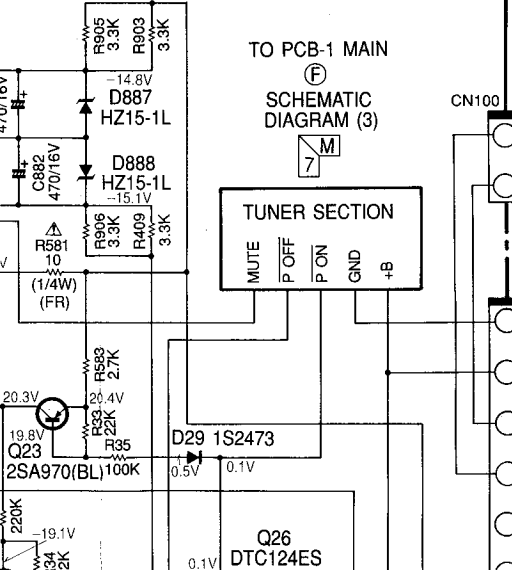 R905
3.3K
R903
3.3K
TO PCB-1 MAIN
F
SCHEMATIC
DIAGRAM (3)
M
7
CN100
-14.8V
D887
HZ15-1L
470/16V
+
C882
470/16V
+
D888
HZ15-1L
-15.1V
R906
3.3K
R409
3.3K
TUNER SECTION
MUTE
P OFF
P ON
GND
+B
R581
10
(1/4W)
(FR)
V
R583
2.7K
20.3V
20.4V
R33
22K
19.8V
Q23
2SA970(BL)
R35
100K
D29 1S2473
0.5V
0.1V
220K
-19.1V
Q26
DTC124ES
0.1V